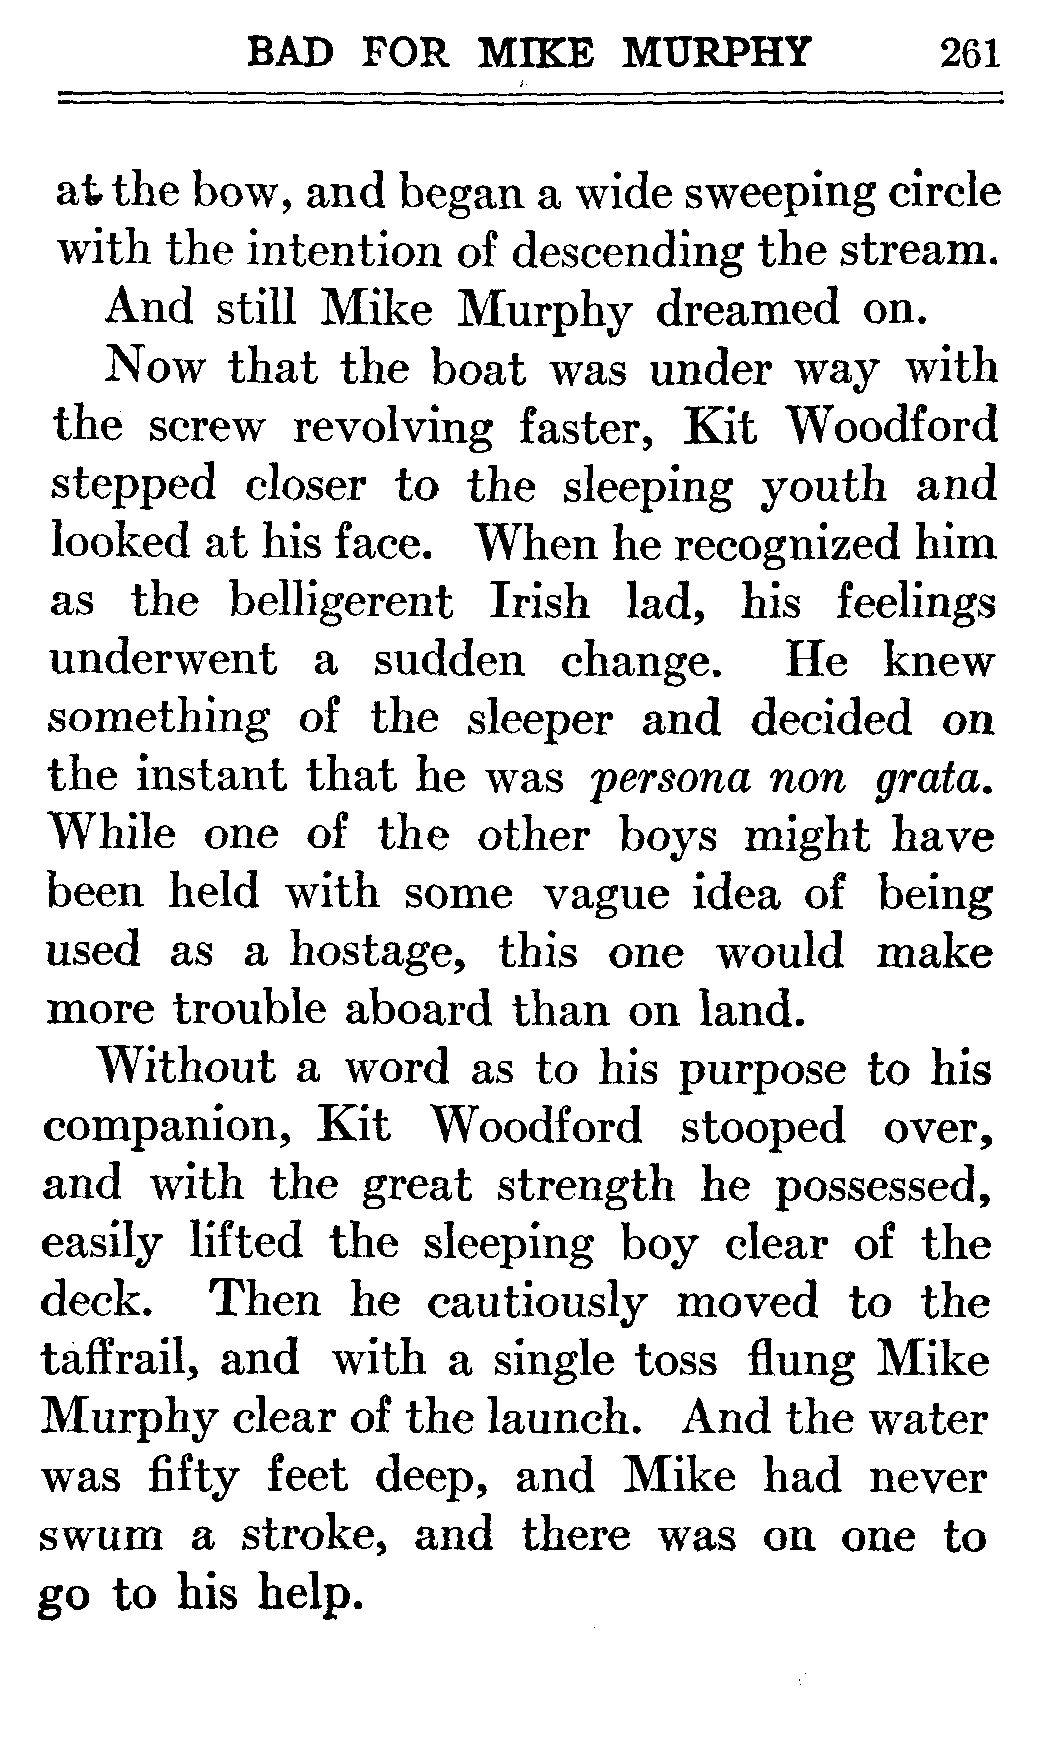 BAD FOR MIKE MURPHY 261
at the bow, and began a wide sweeping circle
with the intention of descending the stream.
And still Mike Murphy dreamed on.
Now that the boat was under way with
the screw revolving faster, Kit Woodford
stepped closer to the sleeping youth and
looked at his face. When he recognized him
as the belligerent Irish lad, his feelings
underwent a sudden change. He knew
something of the sleeper and decided on
the instant that he was persona non grata.
While one of the other boys might have
been held with some vague idea of being
used as a hostage, this one would make
more trouble aboard than on land.
Without a word as to his purpose to his
companion, Kit Woodford stooped over,
and with the great strength he possessed,
easily lifted the sleeping boy clear of the
deck. Then he cautiously moved to the
taffrail, and with a single toss flung Mike
Murphy clear of the launch. And the water
was fifty feet deep, and Mike had never
swum a stroke, and there was on one to
go to his help.